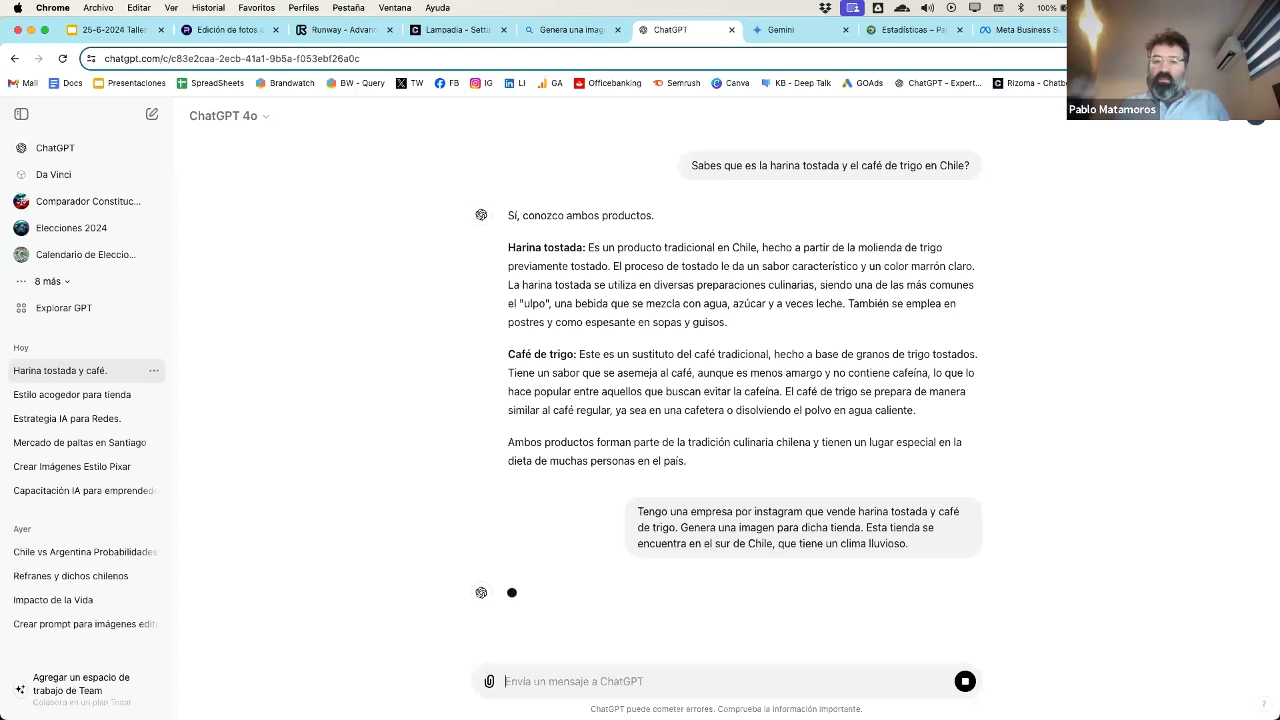 Chrome Archivo Editar Ver Historial Favoritos Perfiles Pestaña Ventana Ayuda 100%
25-6-2024 Taller
Edición de fotos
Runway - Advan
Lampadia - Settu
Genera una imag
ChatGPT
Gemini
Estadísticas – Pa
Meta Business Su
chatgpt.com/c/c83e2caa-2ecb-41a1-9b5a-f053ebf26a0c
Mail Docs Presentaciones SpreadSheets Brandwatch BW - Query TW FB IG LI GA Officebanking Semrush Canva KB - Deep Talk GOAds ChatGPT - Expert... Rizoma - Chatbo
Pablo Matamoros
ChatGPT
Da Vinci
Comparador Constituc...
Elecciones 2024
Calendario de Eleccio...
8 más
Explorar GPT
Hoy
Harina tostada y café.
Estilo acogedor para tienda
Estrategia IA para Redes.
Mercado de paltas en Santiago
Crear Imágenes Estilo Pixar
Capacitación IA para emprendedo
Ayer
Chile vs Argentina Probabilidades
Refranes y dichos chilenos
Impacto de la Vida
Crear prompt para imágenes edit
Agregar un espacio de
trabajo de Team
Colabora en un plan Team
ChatGPT 4o
Sabes que es la harina tostada y el café de trigo en Chile?
Sí, conozco ambos productos.
Harina tostada: Es un producto tradicional en Chile, hecho a partir de la molienda de trigo
previamente tostado. El proceso de tostado le da un sabor característico y un color marrón claro.
La harina tostada se utiliza en diversas preparaciones culinarias, siendo una de las más comunes
el "ulpo", una bebida que se mezcla con agua, azúcar y a veces leche. También se emplea en
postres y como espesante en sopas y guisos.
Café de trigo: Este es un sustituto del café tradicional, hecho a base de granos de trigo tostados.
Tiene un sabor que se asemeja al café, aunque es menos amargo y no contiene cafeína, lo que lo
hace popular entre aquellos que buscan evitar la cafeína. El café de trigo se prepara de manera
similar al café regular, ya sea en una cafetera o disolviendo el polvo en agua caliente.
Ambos productos forman parte de la tradición culinaria chilena y tienen un lugar especial en la
dieta de muchas personas en el país.
Tengo una empresa por instagram que vende harina tostada y café
de trigo. Genera una imagen para dicha tienda. Esta tienda se
encuentra en el sur de Chile, que tiene un clima lluvioso.
Envía un mensaje a ChatGPT
ChatGPT puede cometer errores. Comprueba la información importante.
?